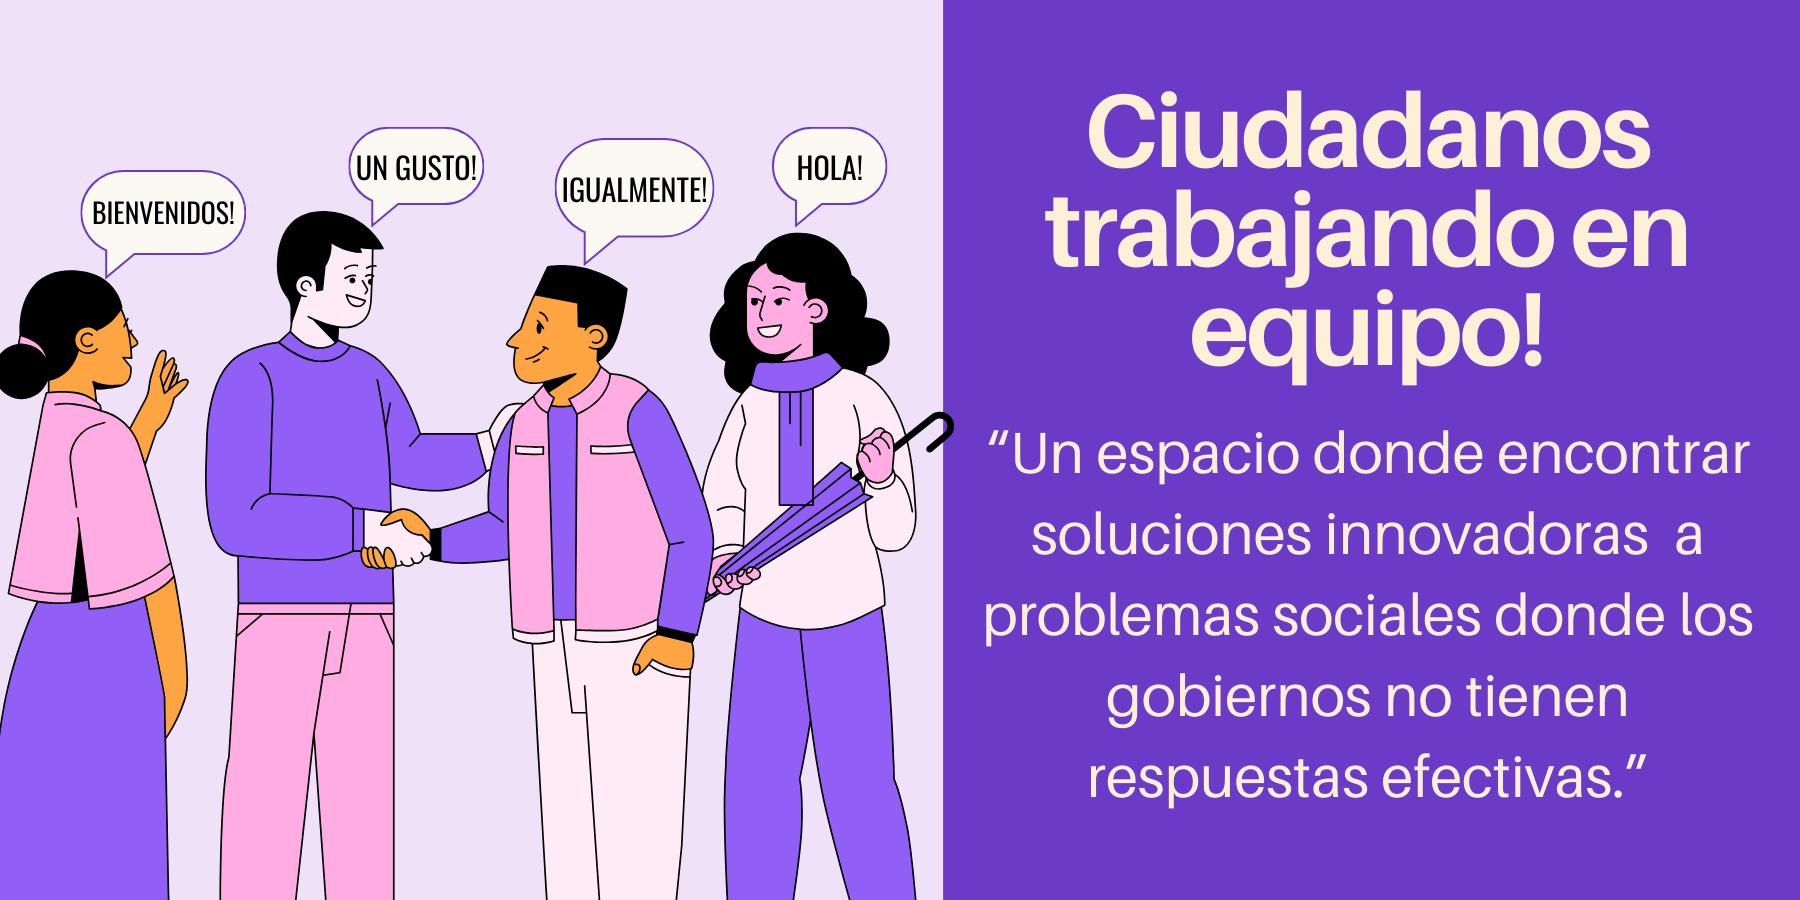 BIENVENIDOS!
UN GUSTO!
IGUALMENTE!
HOLA!
Ciudadanos
trabajando en
equipo!
“Un espacio donde encontrar
soluciones innovadoras  a
problemas sociales donde los
gobiernos no tienen
respuestas efectivas.”